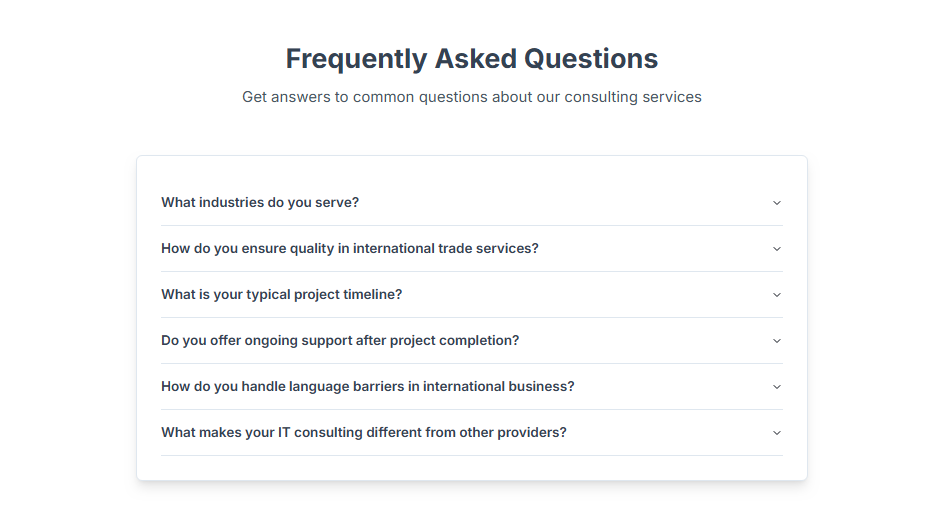 Frequently Asked Questions
Get answers to common questions about our consulting services
What industries do you serve?
How do you ensure quality in international trade services?
What is your typical project timeline?
Do you offer ongoing support after project completion?
How do you handle language barriers in international business?
What makes your IT consulting different from other providers?